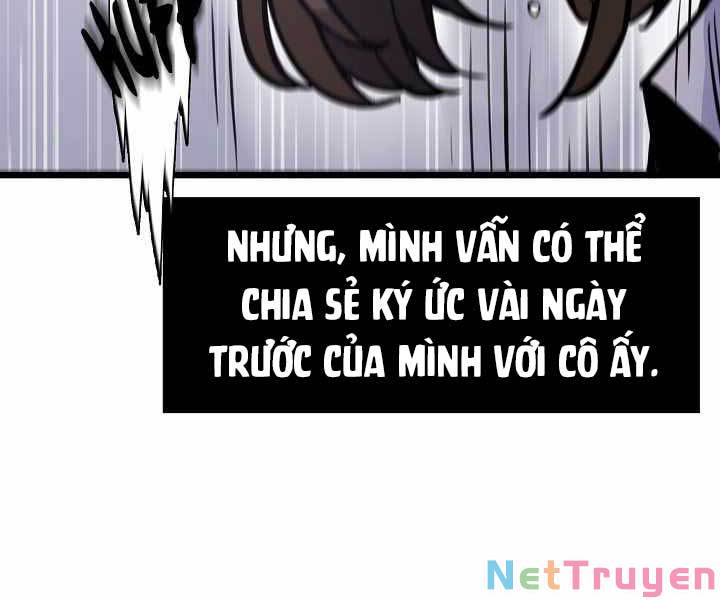 HUFF
NHƯNG, MÌNH VẪN CÓ THỂ
CHIA SẺ KÝ ỨC VÀI NGÀY
TRƯỚC CỦA MÌNH VỚI CÔ ẤY.
NetTruyen